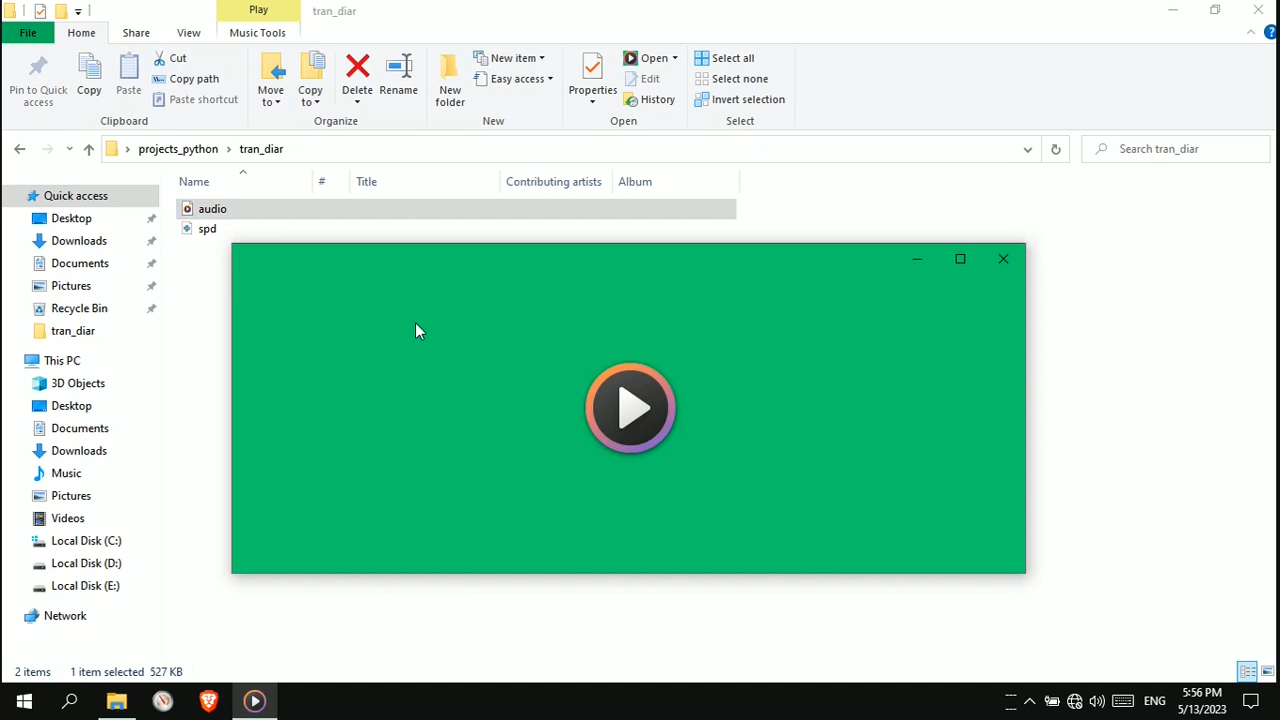 Play
tran_diar
File
Home
Share
View
Music Tools
Pin to Quick
access
Copy
Paste
Cut
Copy path
Paste shortcut
Clipboard
Move
to
Copy
to
Delete
Rename
Organize
New
folder
New item
Easy access
New
Properties
Open
Edit
History
Open
Select all
Select none
Invert selection
Select
projects_python
tran_diar
Search tran_diar
Name
#
Title
Contributing artists
Album
audio
spd
Quick access
Desktop
Downloads
Documents
Pictures
Recycle Bin
tran_diar
This PC
3D Objects
Desktop
Documents
Downloads
Music
Pictures
Videos
Local Disk (C:)
Local Disk (D:)
Local Disk (E:)
Network
2 items
1 item selected 527 KB
ENG
5:56 PM
5/13/2023